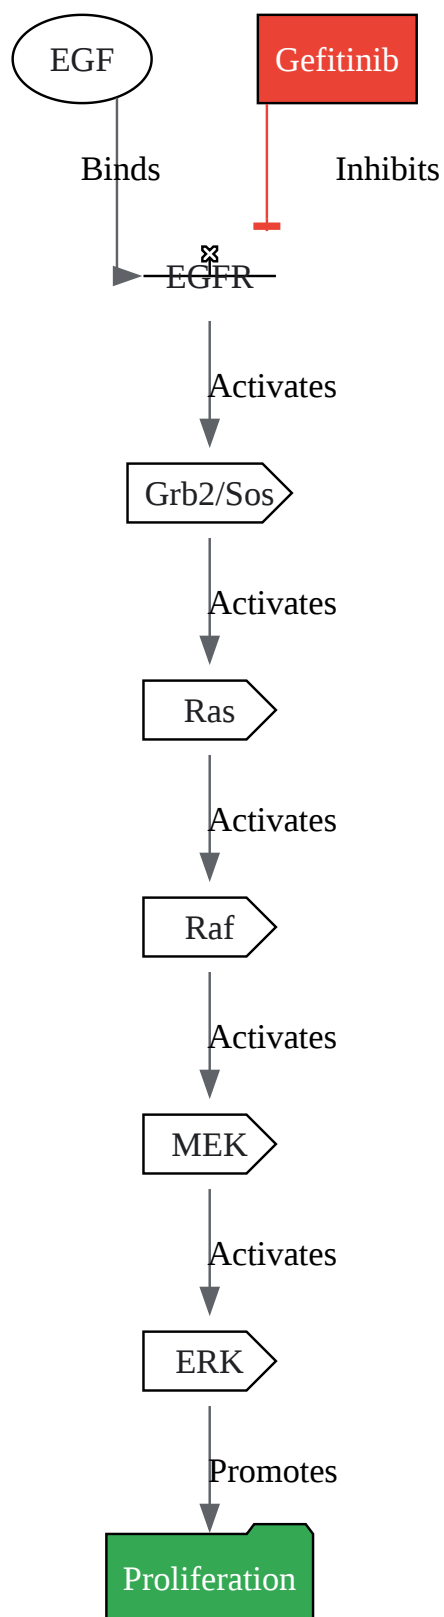 EGF
Gefitinib
Binds
Inhibits
EGFR
Activates
Grb2/Sos
Activates
Ras
Activates
Raf
Activates
MEK
Activates
ERK
Promotes
Proliferation